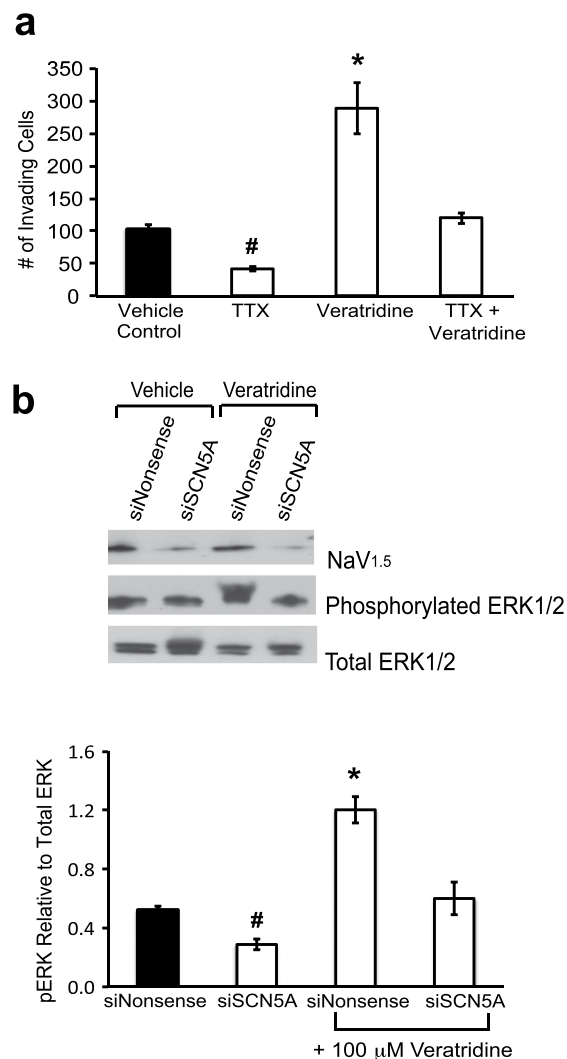 a
350
300
250
200
150
100
50
0
# of Invading Cells
#
*
Vehicle Control
TTX
Veratridine
TTX + Veratridine
b
Vehicle
Veratridine
siNonsense
siSCN5A
siNonsense
siSCN5A
NaV1.5
Phosphorylated ERK1/2
Total ERK1/2
1.6
1.2
0.8
0.4
0.0
pERK Relative to Total ERK
#
*
siNonsense
siSCN5A
siNonsense
siSCN5A
+ 100 µM Veratridine